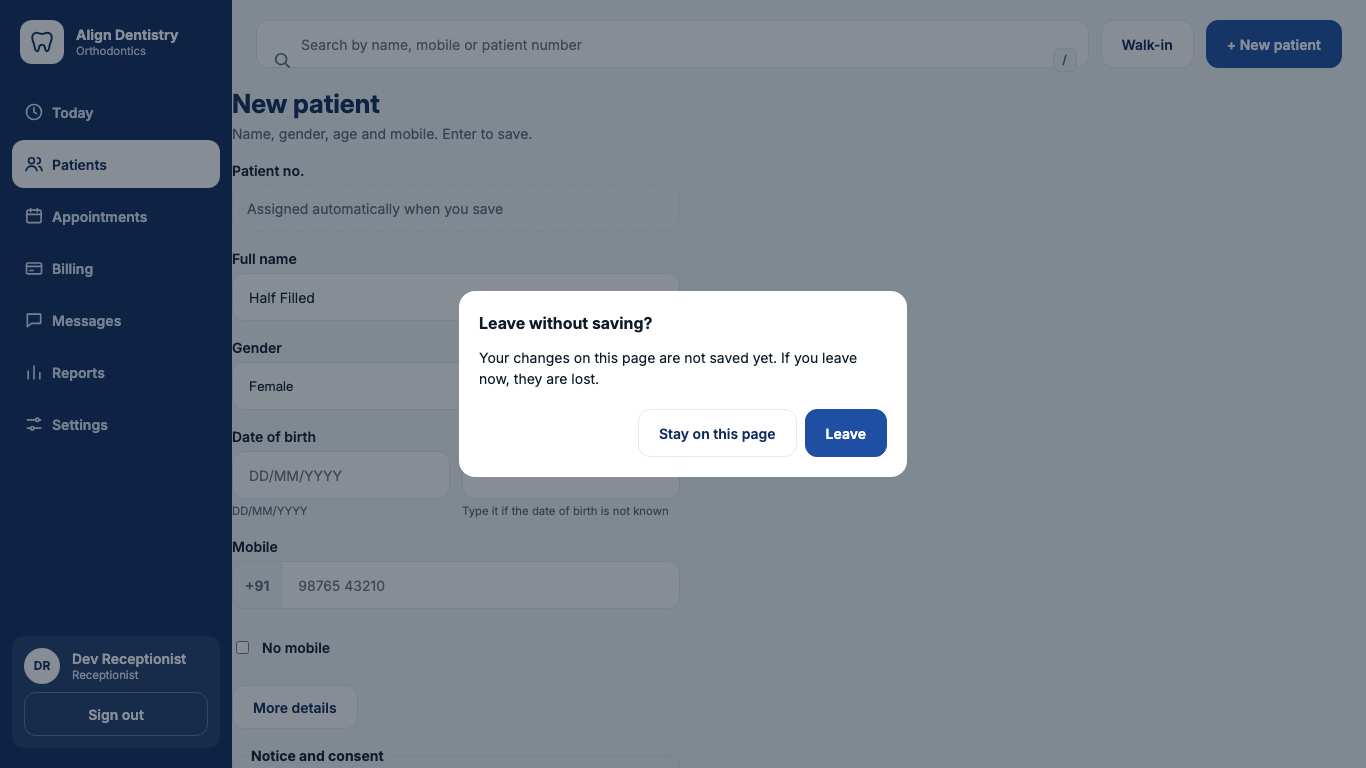 Align Dentistry
Orthodontics
Today
Patients
Appointments
Billing
Messages
Reports
Settings
DR
Dev Receptionist
Receptionist
Sign out
Search by name, mobile or patient number
/
Walk-in
+ New patient
New patient
Name, gender, age and mobile. Enter to save.
Patient no.
Assigned automatically when you save
Full name
Half Filled
Gender
Female
Date of birth
DD/MM/YYYY
DD/MM/YYYY
Type it if the date of birth is not known
Mobile
+91
98765 43210
No mobile
More details
Notice and consent
Leave without saving?
Your changes on this page are not saved yet. If you leave
now, they are lost.
Stay on this page
Leave